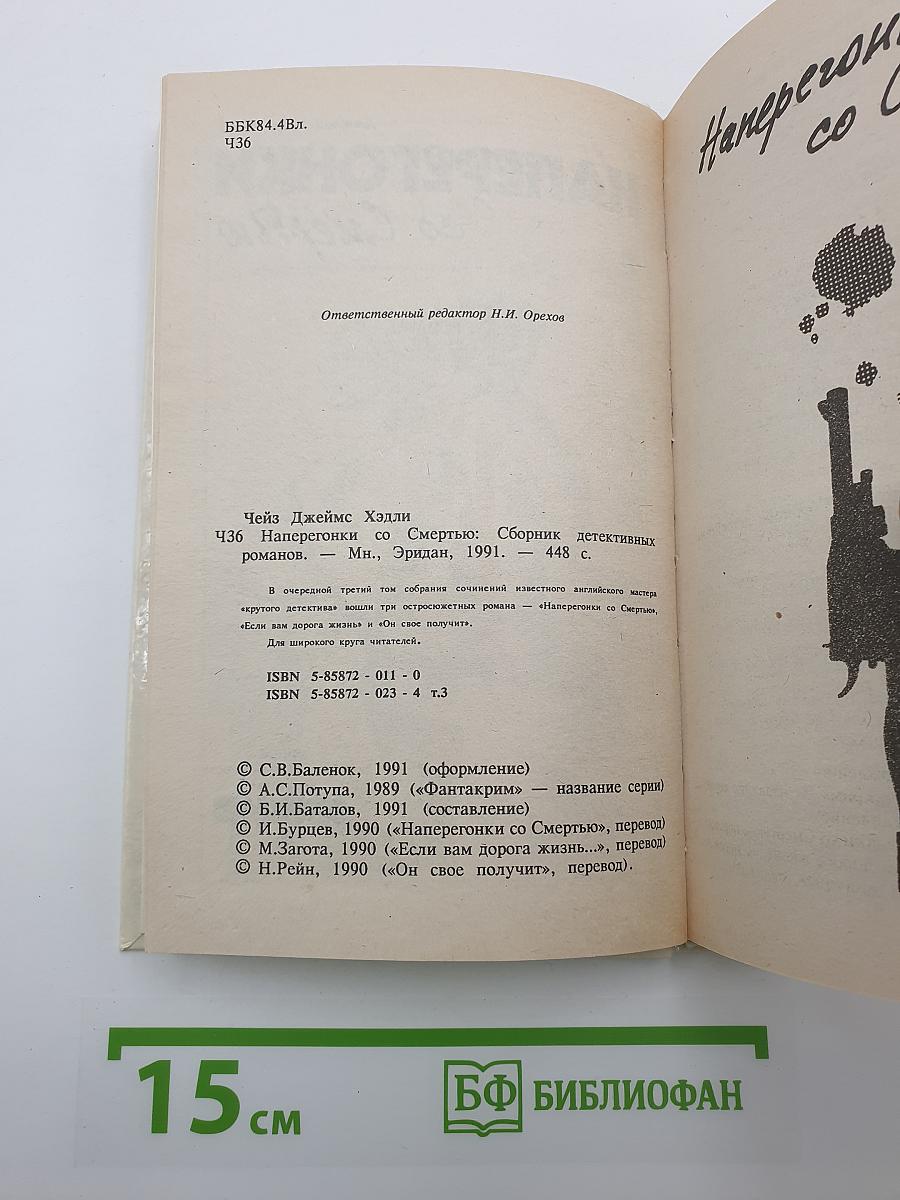 ББК84.4Вл.
Ч36
Ответственный редактор Н.И. Орехов
Чейз Джеймс Хэдли
Ч36 Наперегонки со Смертью: Сборник детективных
романов. — Мн., Эридан, 1991. — 448 с.
В очередной третий том собрания сочинений известного английского мастера
«крутого детектива» вошли три остросюжетных романа — «Наперегонки со Смертью»,
«Если вам дорога жизнь» и «Он свое получит».
Для широкого круга читателей.
ISBN 5-85872 - 011 - 0
ISBN 5-85872 - 023 - 4 т.3
© С.В.Баленок, 1991 (оформление)
© А.С.Потупа, 1989 («Фантакрим» — название серии)
© Б.И.Баталов, 1991 (составление)
© И.Бурцев, 1990 («Наперегонки со Смертью», перевод)
© М.Загота, 1990 («Если вам дорога жизнь...», перевод)
© Н.Рейн, 1990 («Он свое получит», перевод).
со
15 см
БФ БИБЛИОФАН